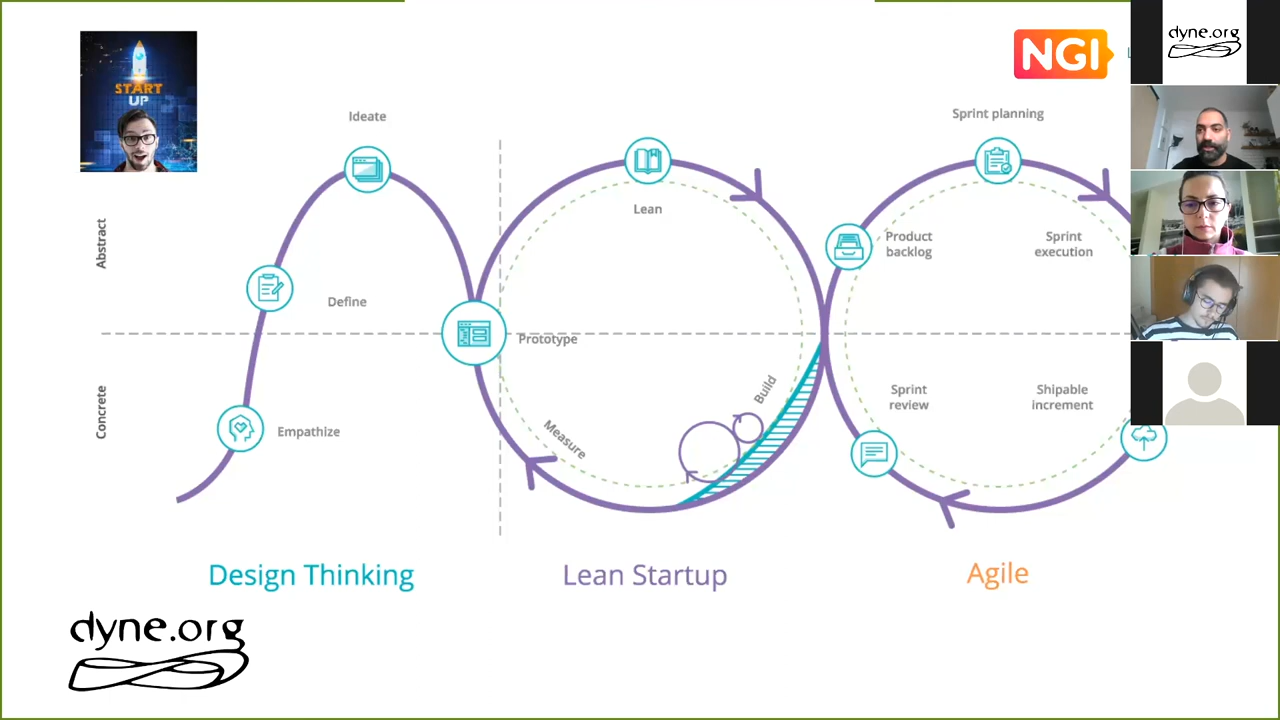 START
UP
NGI
dyne.org
Ideate
Sprint planning
Lean
Product
backlog
Sprint
execution
Abstract
Define
Prototype
Concrete
Empathize
Measure
Build
Sprint
review
Shipable
increment
Design Thinking
Lean Startup
Agile
dyne.org